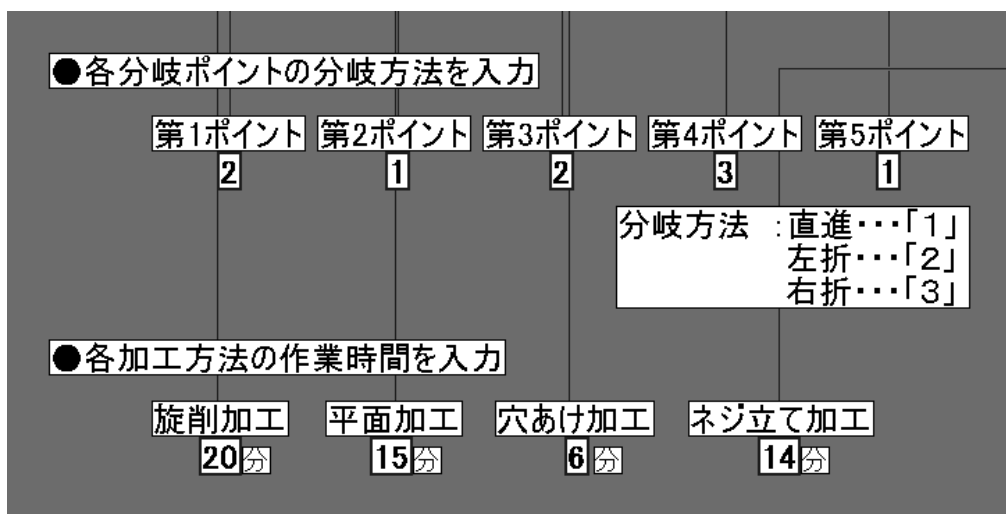 ●各分岐ポイントの分岐方法を入力
第1ポイント 第2ポイント 第3ポイント 第4ポイント 第5ポイント
2 1 2 3 1
分岐方法 :直進・・・「1」
左折・・・「2」
右折・・・「3」
●各加工方法の作業時間を入力
旋削加工 平面加工 穴あけ加工 ネジ立て加工
20分 15分 6分 14分